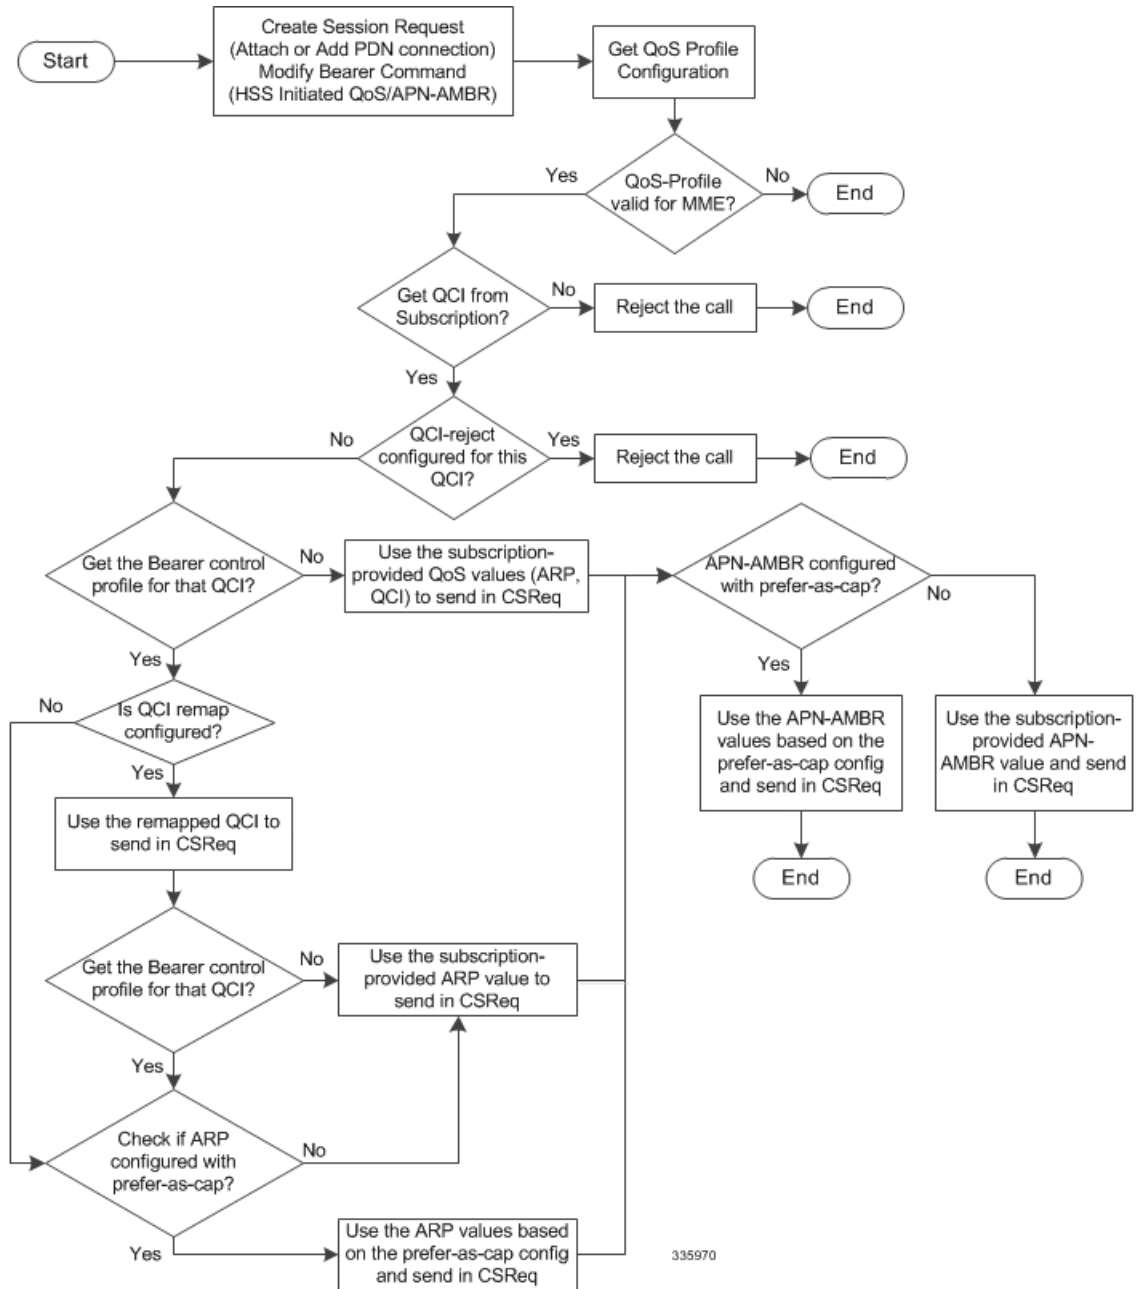 Start
Create Session Request
(Attach or Add PDN connection)
Modify Bearer Command
(HSS Initiated QoS/APN-AMBR)
Get QoS Profile
Configuration
QoS-Profile
valid for MME?
Yes
No
End
Get QCI from
Subscription?
No
Reject the call
End
Yes
QCI-reject
configured for this
QCI?
No
Yes
Reject the call
End
Get the Bearer control
profile for that QCI?
No
Use the subscription-
provided QoS values (ARP,
QCI) to send in CSReq
APN-AMBR configured
with prefer-as-cap?
No
Yes
Yes
No
Is QCI remap
configured?
Use the APN-AMBR
values based on the
prefer-as-cap config
and send in CSReq
Use the subscription-
provided APN-
AMBR value and send
in CSReq
Yes
Use the remapped QCI to
send in CSReq
End
End
Get the Bearer control
profile for that QCI?
No
Use the subscription-
provided ARP value to
send in CSReq
Yes
Check if ARP
configured with
prefer-as-cap?
No
Yes
Use the ARP values based
on the prefer-as-cap config
and send in CSReq
335970